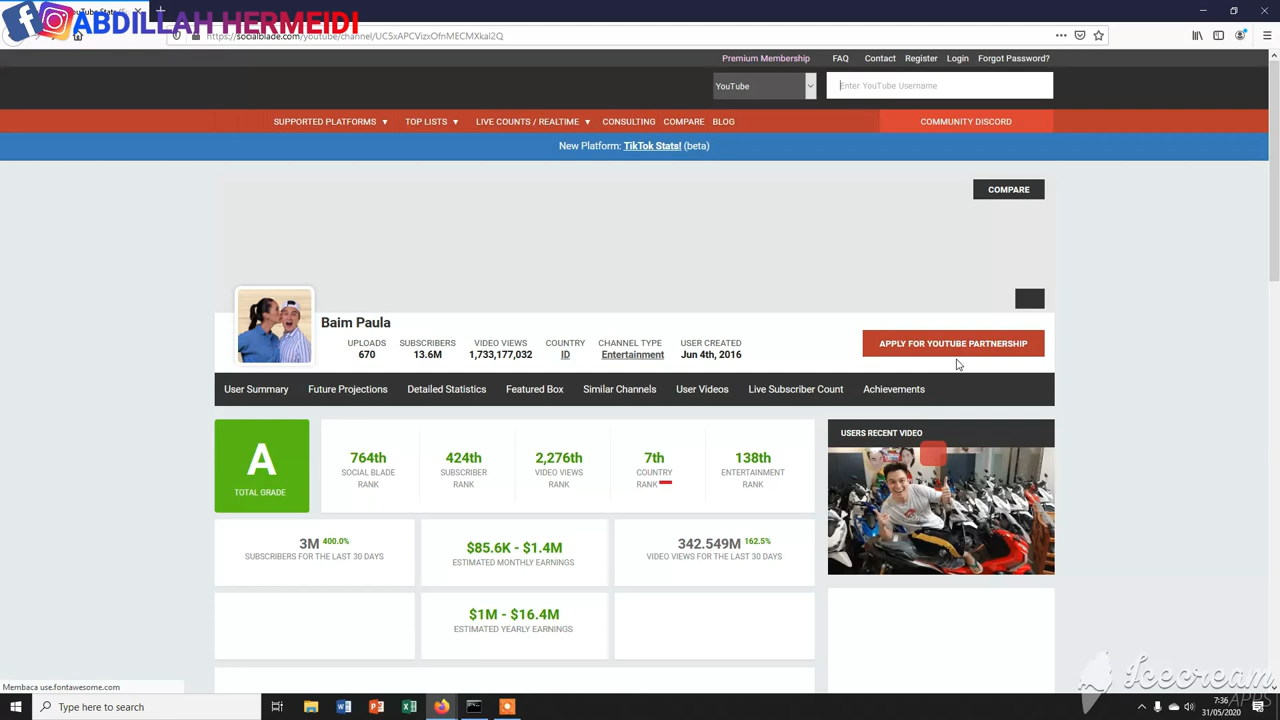 ABDILLAH HERMEIDI
https://socialblade.com/youtube/channel/UC5xAPCVizxOfnMECMXkal2Q
Premium Membership FAQ Contact Register Login Forgot Password?
YouTube Enter YouTube Username
SUPPORTED PLATFORMS TOP LISTS LIVE COUNTS / REALTIME CONSULTING COMPARE BLOG COMMUNITY DISCORD
New Platform: TikTok Stats! (beta)
COMPARE
Baim Paula
UPLOADS SUBSCRIBERS VIDEO VIEWS COUNTRY CHANNEL TYPE USER CREATED
670 13.6M 1,733,177,032 ID Entertainment Jun 4th, 2016
APPLY FOR YOUTUBE PARTNERSHIP
User Summary Future Projections Detailed Statistics Featured Box Similar Channels User Videos Live Subscriber Count Achievements
A
TOTAL GRADE
764th 424th 2,276th 7th 138th
SOCIAL BLADE SUBSCRIBER VIDEO VIEWS COUNTRY ENTERTAINMENT
RANK RANK RANK RANK RANK
USERS RECENT VIDEO
3M 400.0%
SUBSCRIBERS FOR THE LAST 30 DAYS
$85.6K - $1.4M
ESTIMATED MONTHLY EARNINGS
342.549M 162.5%
VIDEO VIEWS FOR THE LAST 30 DAYS
$1M - $16.4M
ESTIMATED YEARLY EARNINGS
Membaca use.fontawesome.com
Icecream
APPS
Type here to search
7:36
31/05/2020